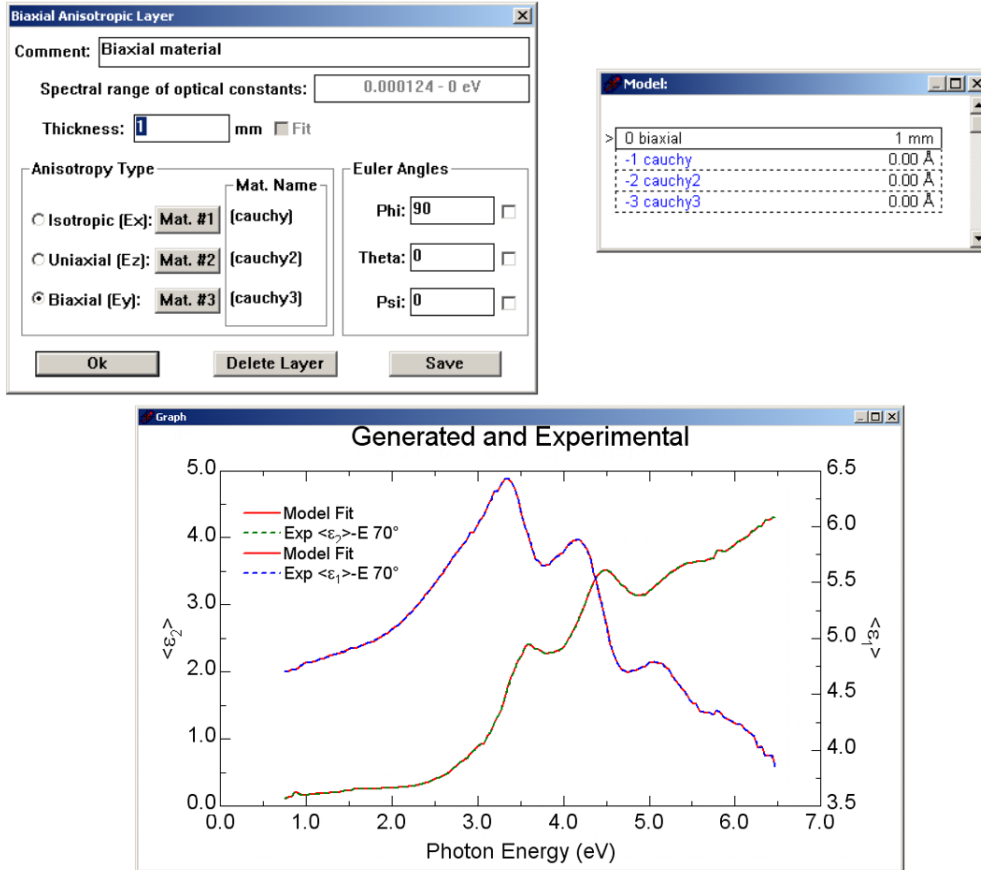 Biaxial Anisotropic Layer
Comment: Biaxial material
Spectral range of optical constants: 0.000124 - 0 eV
Thickness: 1 mm Fit
Anisotropy Type
Mat. Name
Isotropic (Ex): Mat. #1 (cauchy)
Uniaxial (Ez): Mat. #2 (cauchy2)
Biaxial (Ey): Mat. #3 (cauchy3)
Euler Angles
Phi: 90
Theta: 0
Psi: 0
Ok Delete Layer Save
Model:
> 0 biaxial 1 mm
-1 cauchy 0.00 Å
-2 cauchy2 0.00 Å
-3 cauchy3 0.00 Å
Graph
Generated and Experimental
Model Fit
Exp <ε₂>-E 70°
Model Fit
Exp <ε₁>-E 70°
<ε₂>
5.0
4.0
3.0
2.0
1.0
0.0
<ε₁>
6.5
6.0
5.5
5.0
4.5
4.0
3.5
0.0 1.0 2.0 3.0 4.0 5.0 6.0 7.0
Photon Energy (eV)